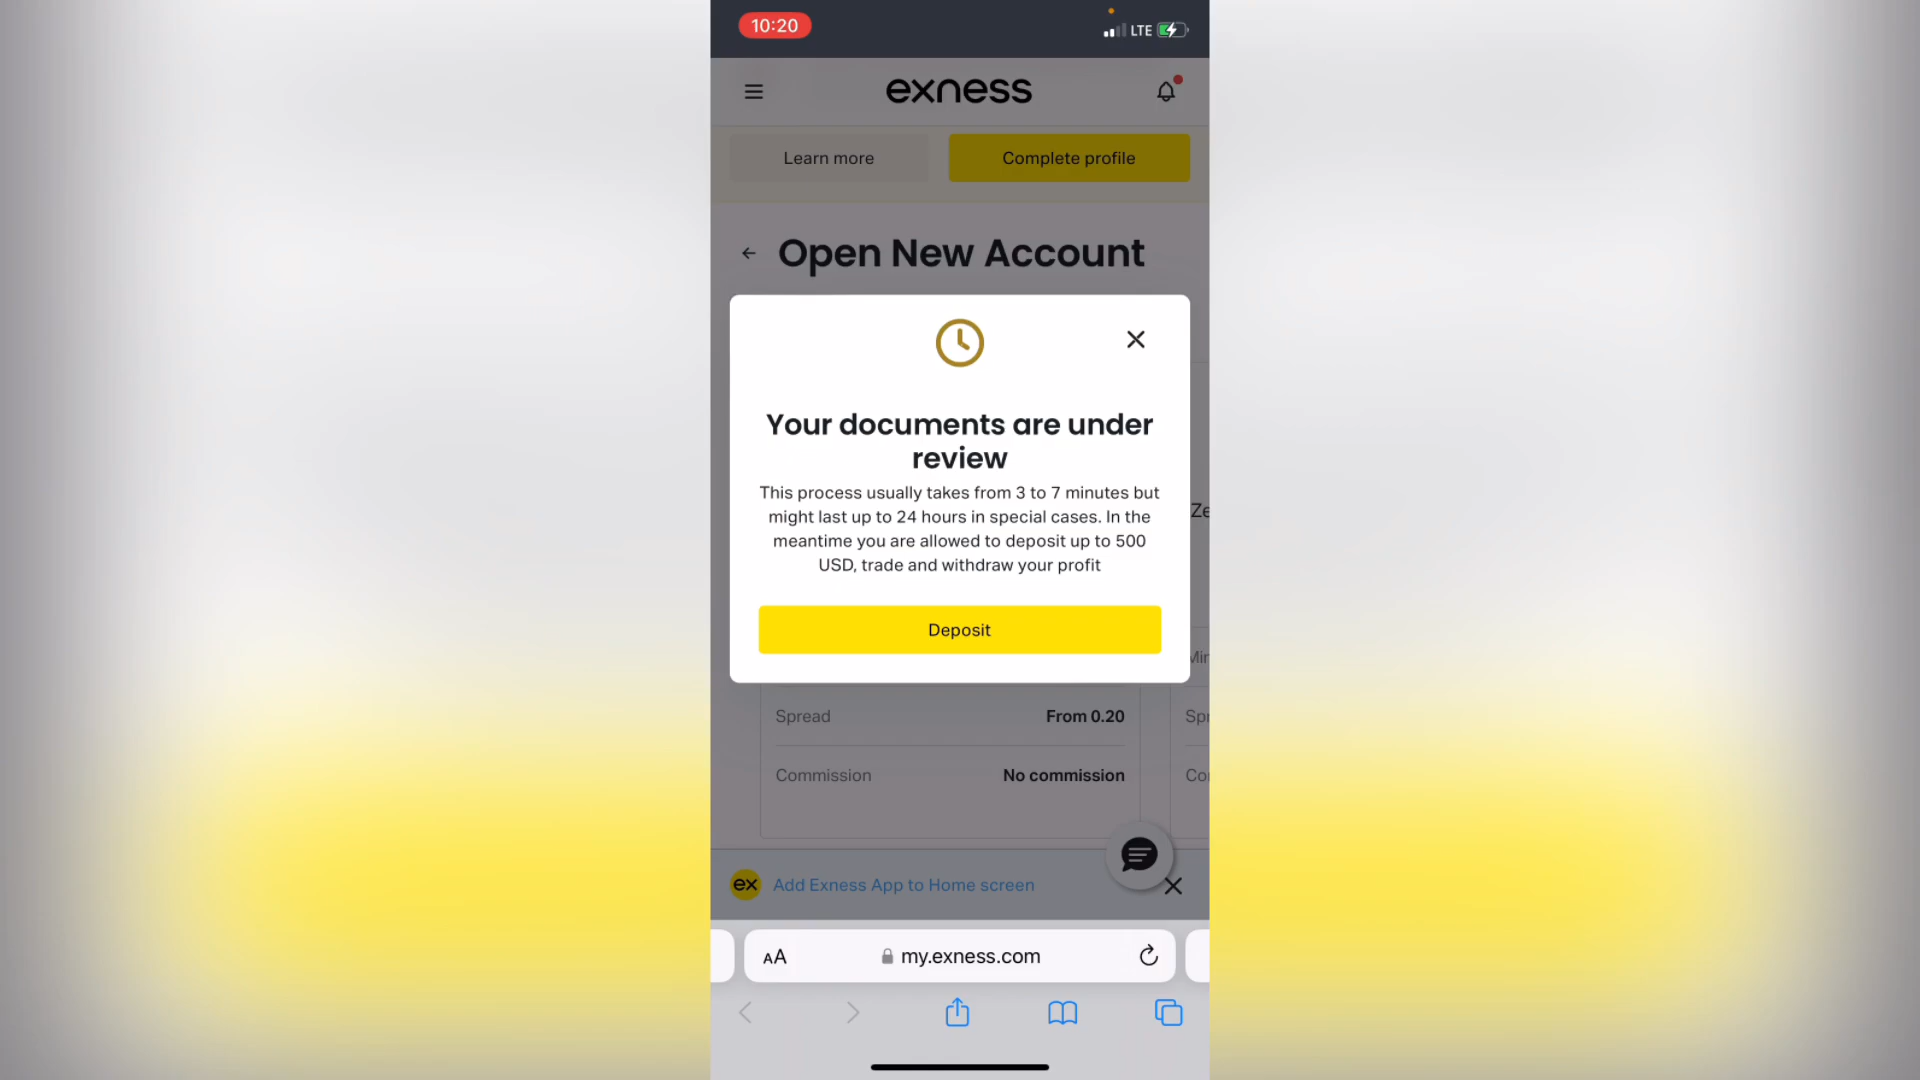 10:20
LTE
exness
Learn more
Complete profile
Open New Account
Your documents are under
review
This process usually takes from 3 to 7 minutes but
might last up to 24 hours in special cases. In the
meantime you are allowed to deposit up to 500
USD, trade and withdraw your profit
Deposit
Spread From 0.20
Commission No commission
ex Add Exness App to Home screen
AA my.exness.com